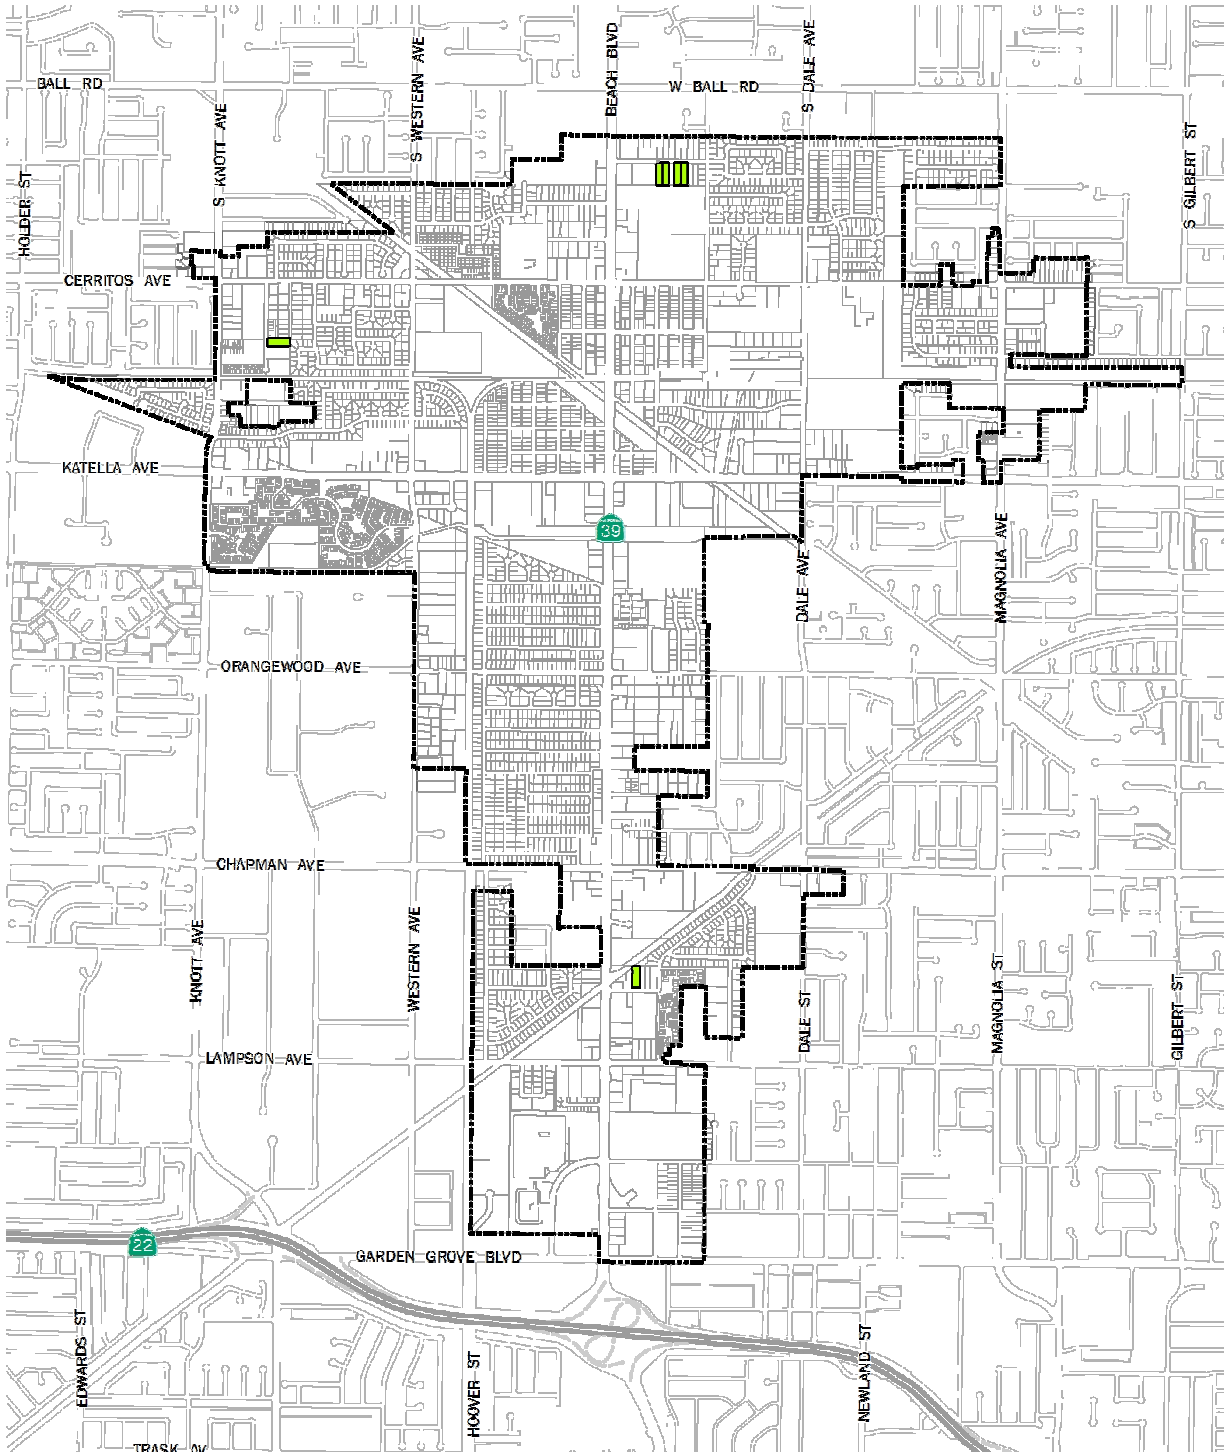 BEACH BLVD
S DALE AVE
S WESTERN AVE
BALL RD
W BALL RD
S KNOTT AVE
S GILBERT ST
HOLDER ST
CERRITOS AVE
KATELLA AVE
39
DALE AVE
MAGNOLIA AVE
ORANGEWOOD AVE
CHAPMAN AVE
KNOTT AVE
WESTERN AVE
DALE ST
MAGNOLIA ST
GILBERT ST
LAMPSON AVE
22
GARDEN GROVE BLVD
EDWARDS ST
HOOVER ST
NEWLAND ST
TRASK AV